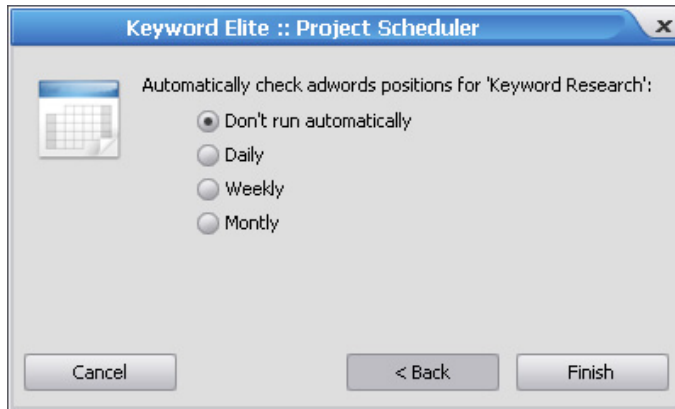 Keyword Elite :: Project Scheduler
x
Automatically check adwords positions for 'Keyword Research':
Don't run automatically
Daily
Weekly
Montly
Cancel
< Back
Finish